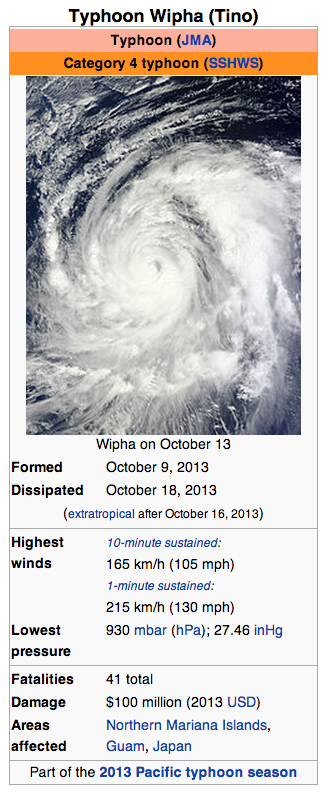 Typhoon Wipha (Tino)
Typhoon (JMA)
Category 4 typhoon (SSHWS)
Wipha on October 13
Formed October 9, 2013
Dissipated October 18, 2013
(extratropical after October 16, 2013)
Highest winds
10-minute sustained:
165 km/h (105 mph)
1-minute sustained:
215 km/h (130 mph)
Lowest pressure
930 mbar (hPa); 27.46 inHg
Fatalities 41 total
Damage $100 million (2013 USD)
Areas affected
Northern Mariana Islands,
Guam, Japan
Part of the 2013 Pacific typhoon season